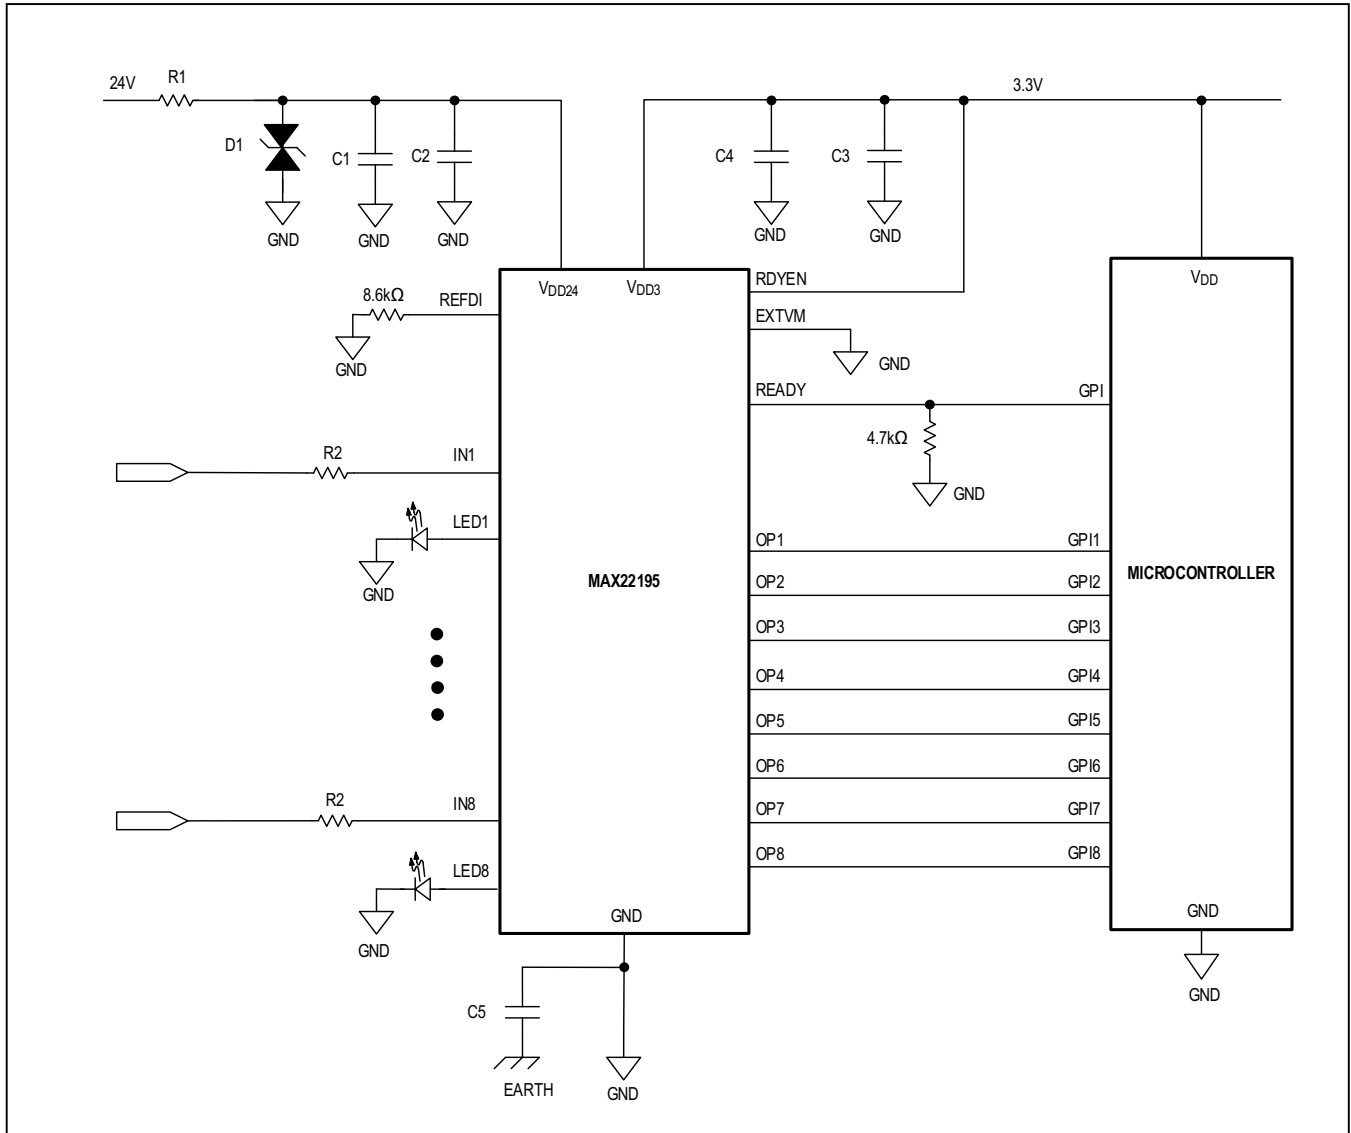 24V R1 3.3V
D1 C1 C2 C4 C3
GND GND GND GND GND
VDD24 VDD3 RDYEN VDD
8.6kΩ REFDI EXTVM
GND GND
READY GPI
4.7kΩ
GND
R2 IN1
LED1
GND
OP1 GPI1
MAX22195 MICROCONTROLLER
OP2 GPI2
OP3 GPI3
OP4 GPI4
OP5 GPI5
OP6 GPI6
R2 IN8
OP7 GPI7
OP8 GPI8
LED8
GND
GND GND
C5
GND
EARTH GND